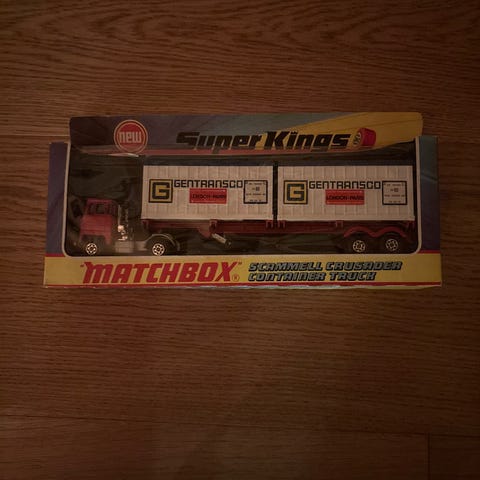 new
Super Kings
G GENTRANSCO
LONDON-PARIS
G GENTRANSCO
LONDON-PARIS
"MATCHBOX"®
SCAMMELL CRUSADER
CONTAINER TRUCK